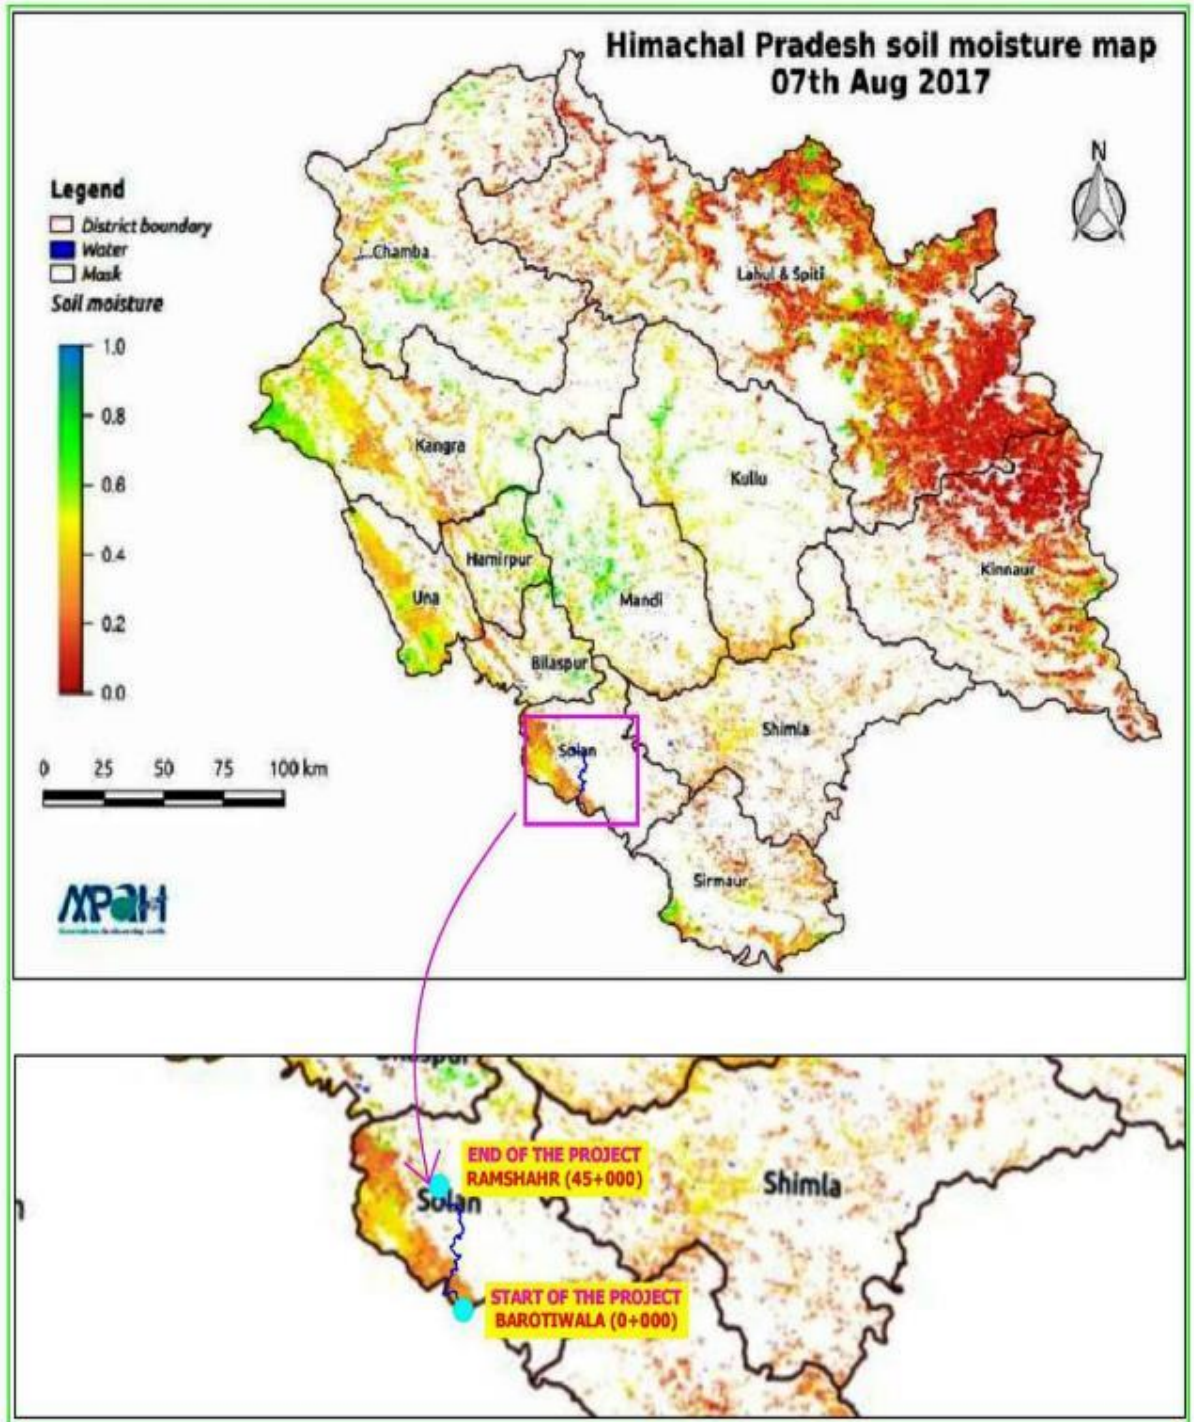 Himachal Pradesh soil moisture map
07th Aug 2017
N
Legend
District boundary
Water
Mask
Soil moisture
1.0
0.8
0.6
0.4
0.2
0.0
0 25 50 75 100 km
Chamba
Lahul & Spiti
Kangra
Kullu
Hamirpur
Una
Mandi
Kinnaur
Bilaspur
Shimla
Solan
Sirmaur
END OF THE PROJECT
RAMSHAHR (45+000)
Solan
Shimla
START OF THE PROJECT
BAROTIWALA (0+000)